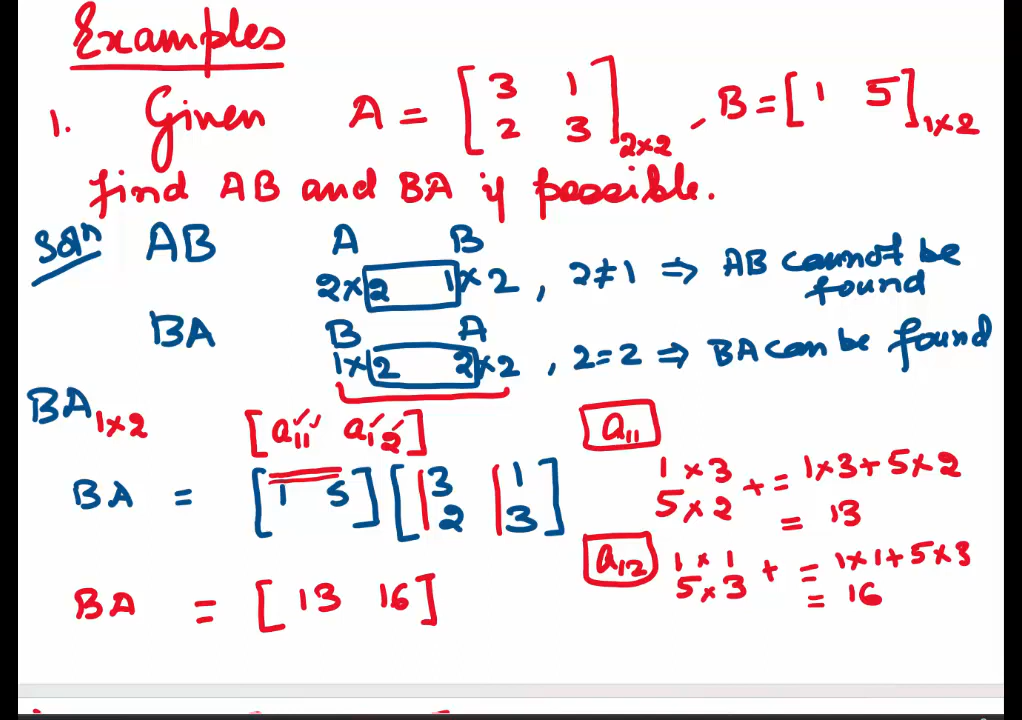 Examples
1. Given A = [3 1
2 3]2×2 , B = [1 5]1×2
find AB and BA if possible.
Soln AB A B
2×2 1×2 , 2≠1 ⇒ AB cannot be found
BA B A
1×2 2×2 , 2=2 ⇒ BA can be found
BA1×2 [a11✓✓ a12✓✓] a11
1×3
5×2 + = 1×3+5×2
= 13
BA = [1 5] [3 1
2 3]
a12 1×1
5×3 + = 1×1+5×3
= 16
BA = [13 16]